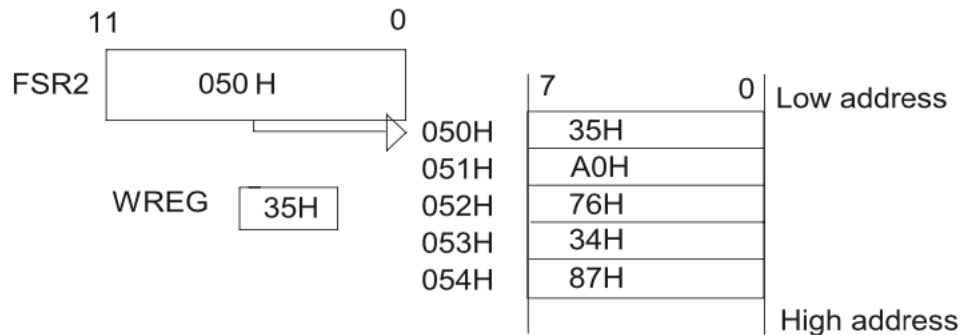 11 0
FSR2 050 H
7 0 Low address
050H 35H
051H A0H
WREG 35H
052H 76H
053H 34H
054H 87H
High address